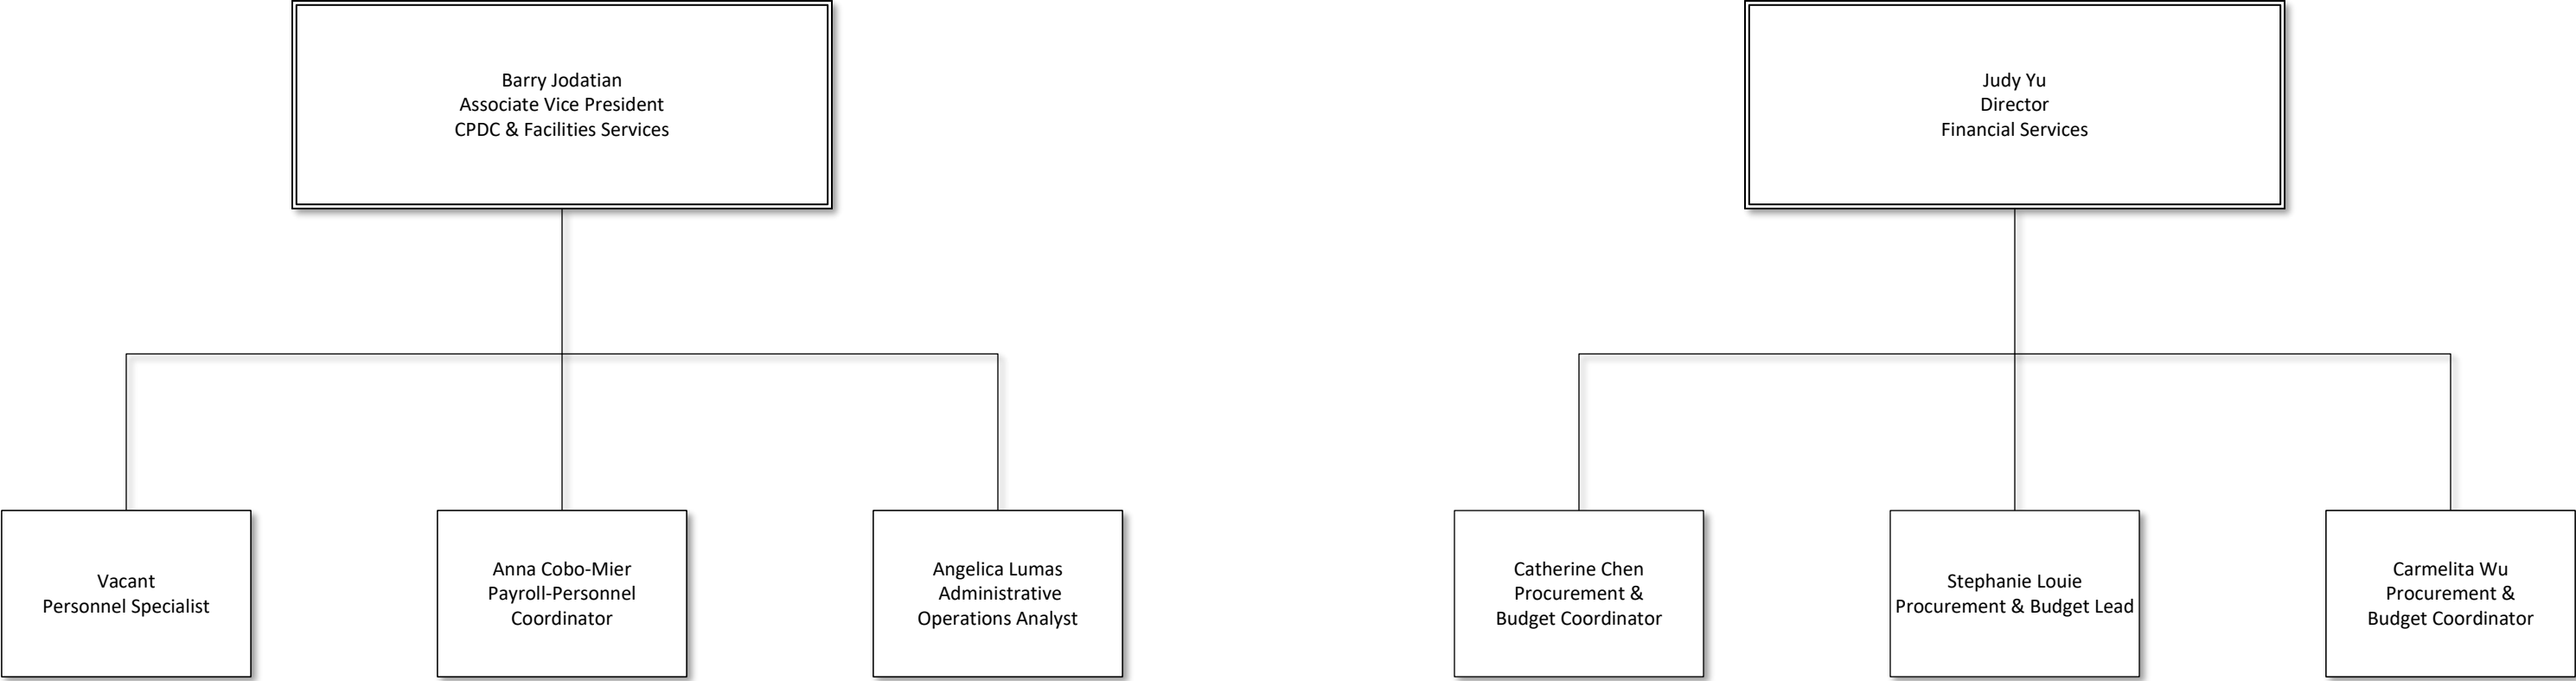 Barry Jodatian
Associate Vice President
CPDC & Facilities Services
Judy Yu
Director
Financial Services
Vacant
Personnel Specialist
Anna Cobo-Mier
Payroll-Personnel
Coordinator
Angelica Lumas
Administrative
Operations Analyst
Catherine Chen
Procurement &
Budget Coordinator
Stephanie Louie
Procurement & Budget Lead
Carmelita Wu
Procurement &
Budget Coordinator